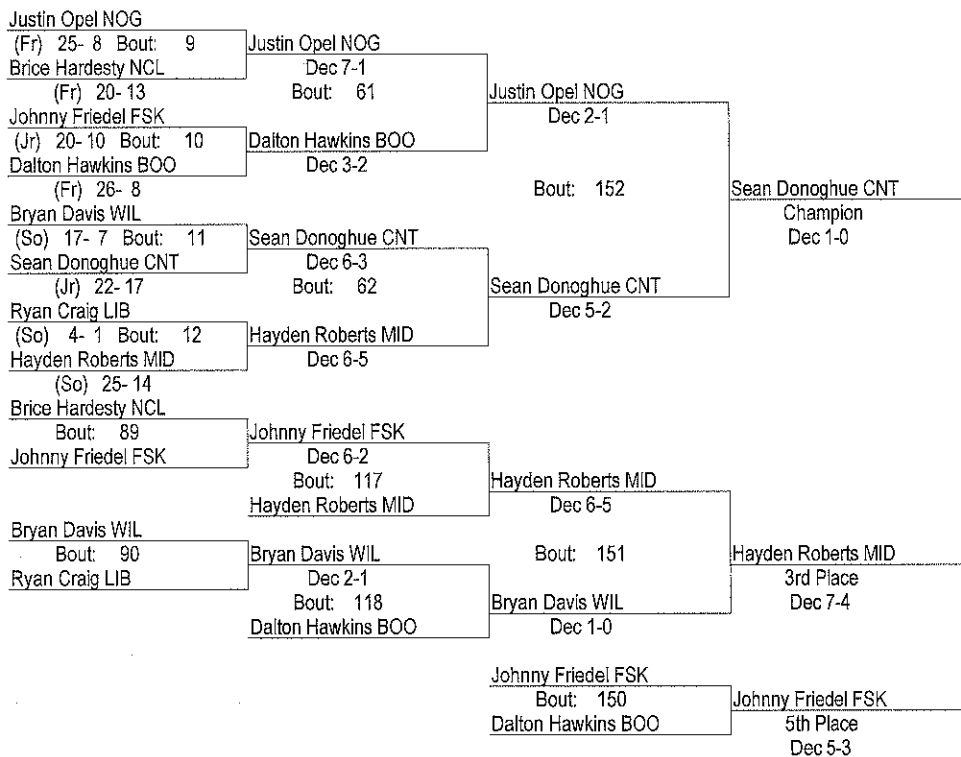 Justin Opel NOG
(Fr) 25- 8 Bout: 9
Brice Hardesty NCL
(Fr) 20- 13
Johnny Friedel FSK
(Jr) 20- 10 Bout: 10
Dalton Hawkins BOO
(Fr) 26- 8
Bryan Davis WIL
(So) 17- 7 Bout: 11
Sean Donoghue CNT
(Jr) 22- 17
Ryan Craig LIB
(So) 4- 1 Bout: 12
Hayden Roberts MID
(So) 25- 14
Justin Opel NOG
Dec 7-1
Bout: 61
Dalton Hawkins BOO
Dec 3-2
Sean Donoghue CNT
Dec 6-3
Bout: 62
Hayden Roberts MID
Dec 6-5
Justin Opel NOG
Dec 2-1
Bout: 152
Sean Donoghue CNT
Dec 5-2
Sean Donoghue CNT
Champion
Dec 1-0
Brice Hardesty NCL
Bout: 89
Johnny Friedel FSK
Bryan Davis WIL
Bout: 90
Ryan Craig LIB
Johnny Friedel FSK
Dec 6-2
Bout: 117
Hayden Roberts MID
Bryan Davis WIL
Dec 2-1
Bout: 118
Dalton Hawkins BOO
Hayden Roberts MID
Dec 6-5
Bout: 151
Bryan Davis WIL
Dec 1-0
Hayden Roberts MID
3rd Place
Dec 7-4
Johnny Friedel FSK
Bout: 150
Dalton Hawkins BOO
Johnny Friedel FSK
5th Place
Dec 5-3